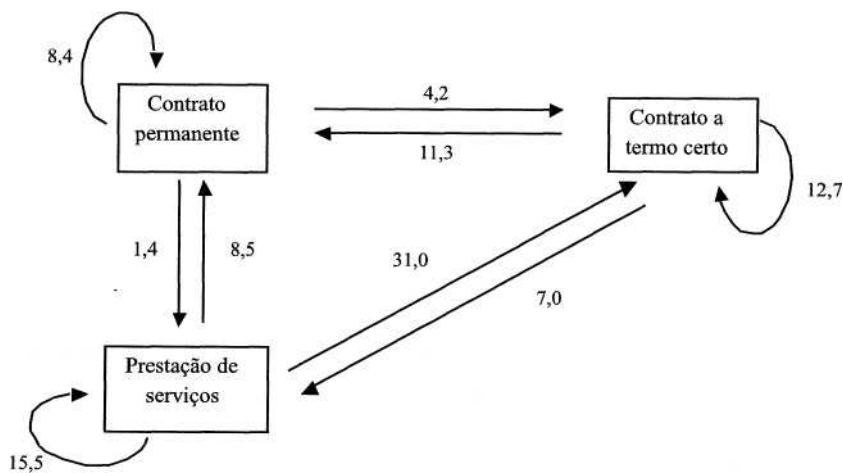 8,4
Contrato
permanente
4,2
11,3
Contrato a
termo certo
12,7
1,4
8,5
31,0
7,0
Prestação de
serviços
15,5